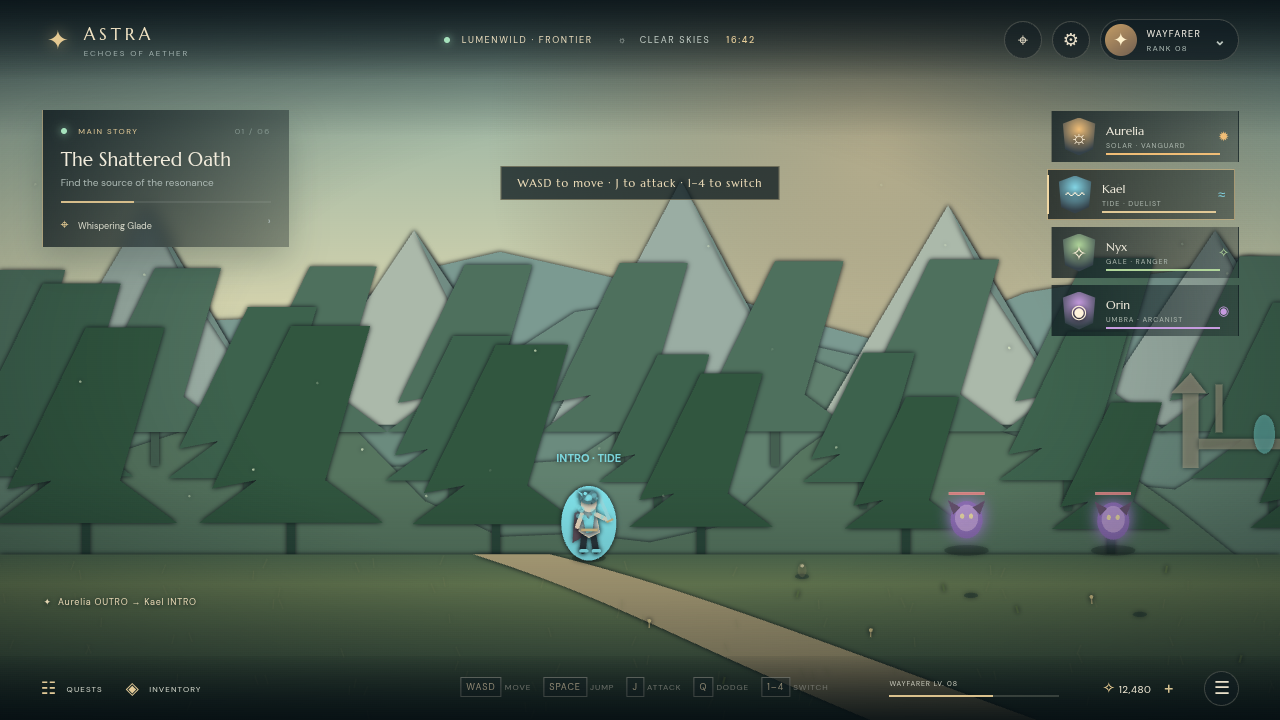 ASTRA
ECHOES OF AETHER
LUMENWILD · FRONTIER
CLEAR SKIES 16:42
WAYFARER
RANK 08
MAIN STORY 01 / 06
The Shattered Oath
Find the source of the resonance
Whispering Glade
WASD to move · J to attack · 1–4 to switch
Aurelia
SOLAR · VANGUARD
Kael
TIDE · DUELIST
Nyx
GALE · RANGER
Orin
UMBRA · ARCANIST
INTRO · TIDE
Aurelia OUTRO → Kael INTRO
QUESTS
INVENTORY
WASD MOVE SPACE JUMP J ATTACK Q DODGE 1–4 SWITCH
WAYFARER LV. 08
12,480 +